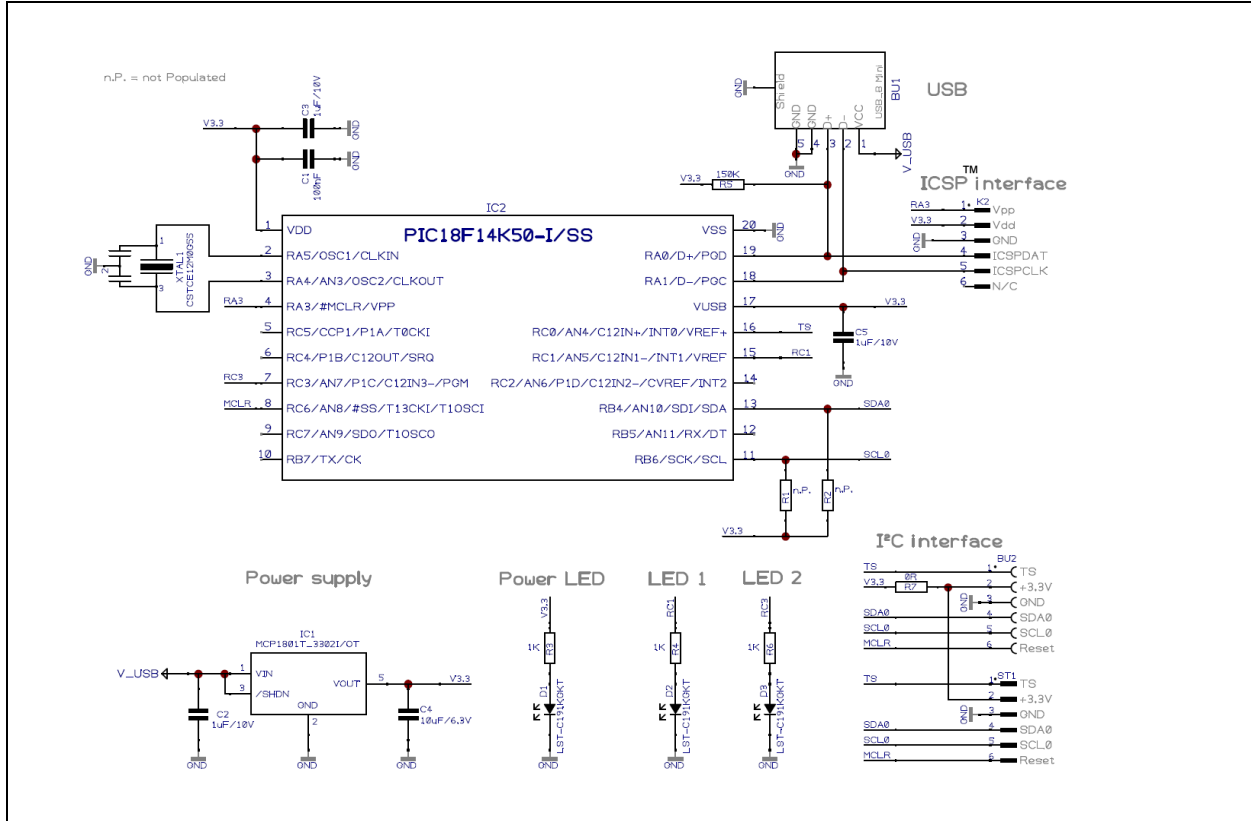 n.P. = not Populated
V3.3
C3
1uF/10V
GND
C1
100nF
GND
GND
Shield
USB_B Mini
BU1
USB
GND
GND
D+
D-
VCC
5
4
3
2
1
GND
V_USB
V3.3
150K
R5
ICSP™ interface
K2
RA3 1 Vpp
V3.3 2 Vdd
GND 3 GND
4 ICSPDAT
5 ICSPCLK
6 N/C
IC2
PIC18F14K50-I/SS
1 VDD
2 RA5/OSC1/CLKIN
3 RA4/AN3/OSC2/CLKOUT
RA3 4 RA3/#MCLR/VPP
5 RC5/CCP1/P1A/T0CKI
6 RC4/P1B/C12OUT/SRQ
RC3 7 RC3/AN7/P1C/C12IN3-/PGM
MCLR 8 RC6/AN8/#SS/T13CKI/T1OSCI
9 RC7/AN9/SDO/T1OSCO
10 RB7/TX/CK
VSS 20 GND
RA0/D+/PGD 19
RA1/D-/PGC 18
VUSB 17 V3.3
RC0/AN4/C12IN+/INT0/VREF+ 16 TS
RC1/AN5/C12IN1-/INT1/VREF 15 RC1
RC2/AN6/P1D/C12IN2-/CVREF/INT2 14
RB4/AN10/SDI/SDA 13 SDA0
RB5/AN11/RX/DT 12
RB6/SCK/SCL 11 SCL0
GND
1
2
3
XTAL1
CSTCE12M0G55
C5
1uF/10V
GND
R1
n.P.
R2
n.P.
V3.3
Power supply
IC1
MCP1801T_3302I/OT
V_USB
1 VIN
3 /SHDN
VOUT 5
V3.3
GND
2
C2
1uF/10V
C4
10uF/6.3V
GND
GND
GND
Power LED
V3.3
1K
R3
D1
LST-C191KGKT
GND
LED 1
RC1
1K
R4
D2
LST-C191KGKT
GND
LED 2
RC3
1K
R6
D3
LST-C191KGKT
GND
I²C interface
BU2
TS 1 TS
V3.3 0R R7 2 +3.3V
GND 3 GND
SDA0 4 SDA0
SCL0 5 SCL0
MCLR 6 Reset
ST1
TS 1 TS
2 +3.3V
GND 3 GND
SDA0 4 SDA0
SCL0 5 SCL0
MCLR 6 Reset